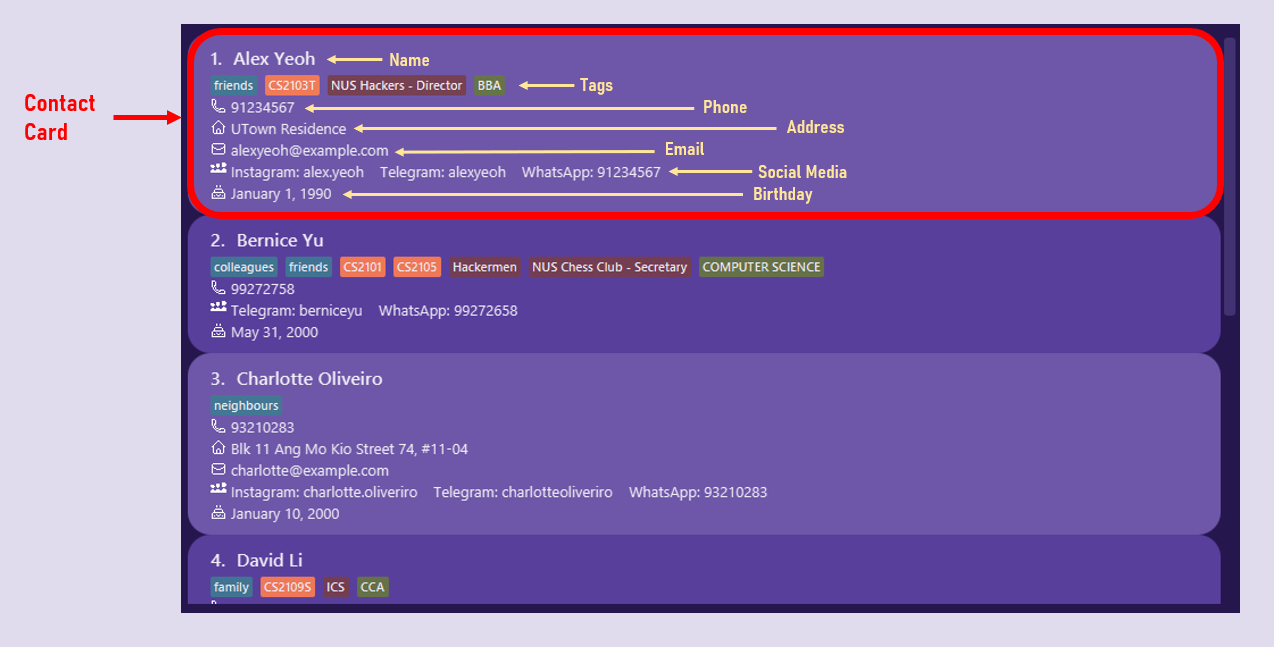 1. Alex Yeoh Name
friends CS2103T NUS Hackers - Director BBA Tags
91234567 Phone
UTown Residence Address
alexyeoh@example.com Email
Instagram: alex.yeoh Telegram: alexyeoh WhatsApp: 91234567 Social Media
January 1, 1990 Birthday
Contact
Card
2. Bernice Yu
colleagues friends CS2101 CS2105 Hackermen NUS Chess Club - Secretary COMPUTER SCIENCE
99272758
Telegram: berniceyu WhatsApp: 99272658
May 31, 2000
3. Charlotte Oliveiro
neighbours
93210283
Blk 11 Ang Mo Kio Street 74, #11-04
charlotte@example.com
Instagram: charlotte.oliveriro Telegram: charlotteoliveriro WhatsApp: 93210283
January 10, 2000
4. David Li
family CS2109S ICS CCA